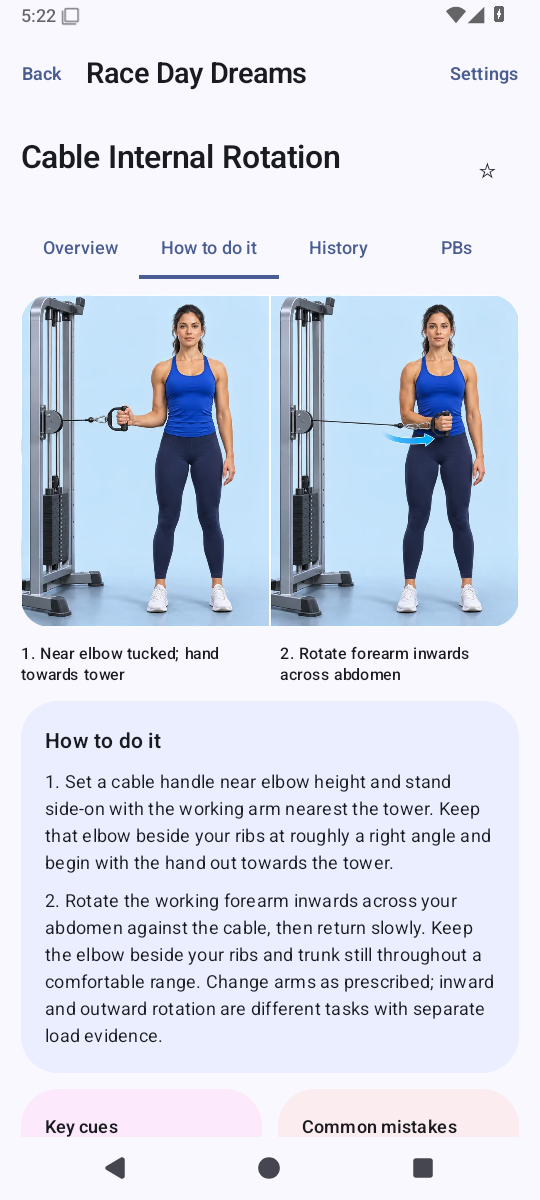 5:22
Back Race Day Dreams Settings
Cable Internal Rotation
Overview How to do it History PBs
1. Near elbow tucked; hand
towards tower
2. Rotate forearm inwards
across abdomen
How to do it
1. Set a cable handle near elbow height and stand
side-on with the working arm nearest the tower. Keep
that elbow beside your ribs at roughly a right angle and
begin with the hand out towards the tower.
2. Rotate the working forearm inwards across your
abdomen against the cable, then return slowly. Keep
the elbow beside your ribs and trunk still throughout a
comfortable range. Change arms as prescribed; inward
and outward rotation are different tasks with separate
load evidence.
Key cues
Common mistakes